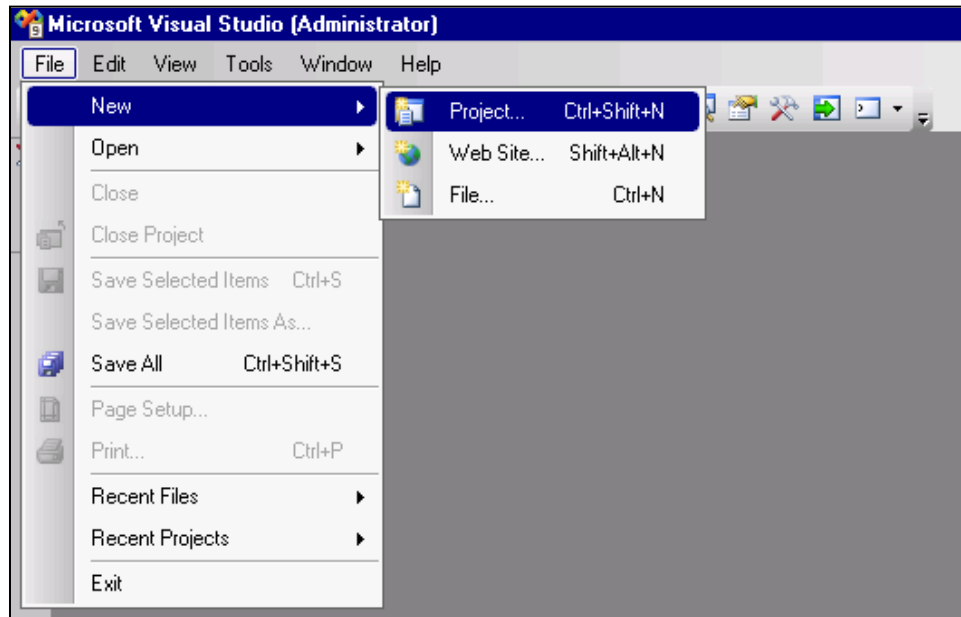 Microsoft Visual Studio (Administrator)
File Edit View Tools Window Help
New
Project... Ctrl+Shift+N
Open
Web Site... Shift+Alt+N
Close
File... Ctrl+N
Close Project
Save Selected Items Ctrl+S
Save Selected Items As...
Save All Ctrl+Shift+S
Page Setup...
Print... Ctrl+P
Recent Files
Recent Projects
Exit